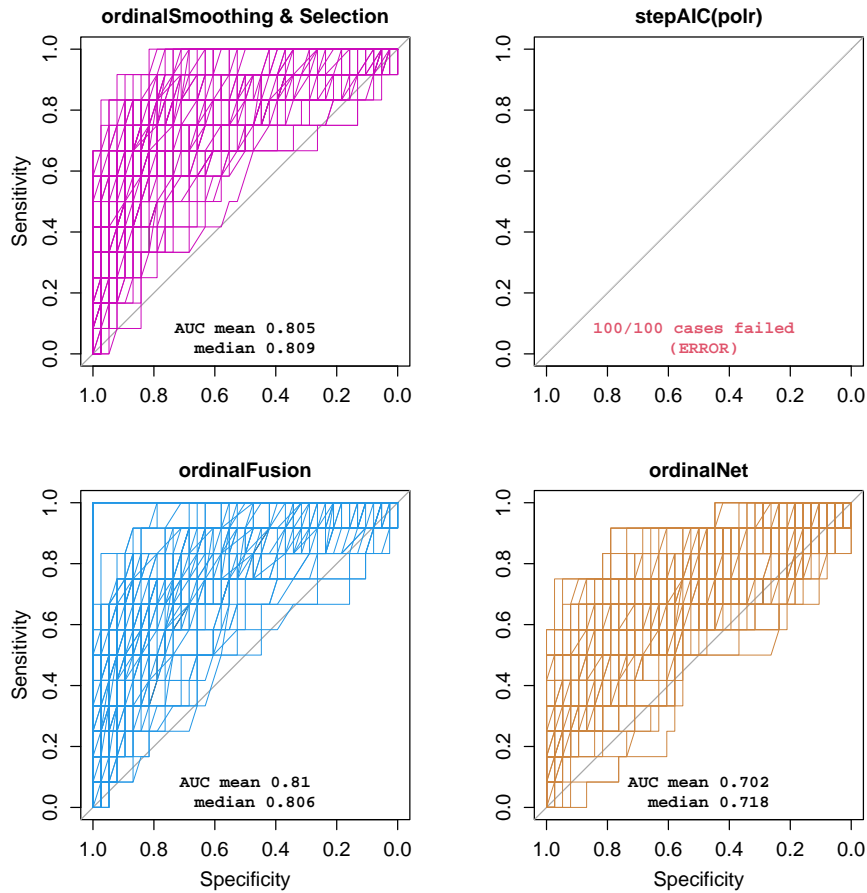 ordinalSmoothing & Selection
Sensitivity
1.0
0.8
0.6
0.4
0.2
0.0
AUC mean 0.805
median 0.809
1.0 0.8 0.6 0.4 0.2 0.0
stepAIC(polr)
1.0
0.8
0.6
0.4
0.2
0.0
100/100 cases failed
(ERROR)
1.0 0.8 0.6 0.4 0.2 0.0
ordinalFusion
Sensitivity
1.0
0.8
0.6
0.4
0.2
0.0
AUC mean 0.81
median 0.806
1.0 0.8 0.6 0.4 0.2 0.0
Specificity
ordinalNet
1.0
0.8
0.6
0.4
0.2
0.0
AUC mean 0.702
median 0.718
1.0 0.8 0.6 0.4 0.2 0.0
Specificity